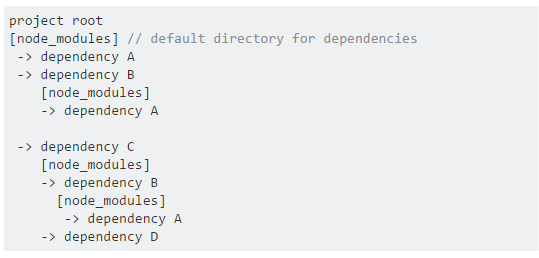 project root
[node_modules] // default directory for dependencies
 -> dependency A
 -> dependency B
    [node_modules]
    -> dependency A

 -> dependency C
    [node_modules]
    -> dependency B
      [node_modules]
       -> dependency A
    -> dependency D